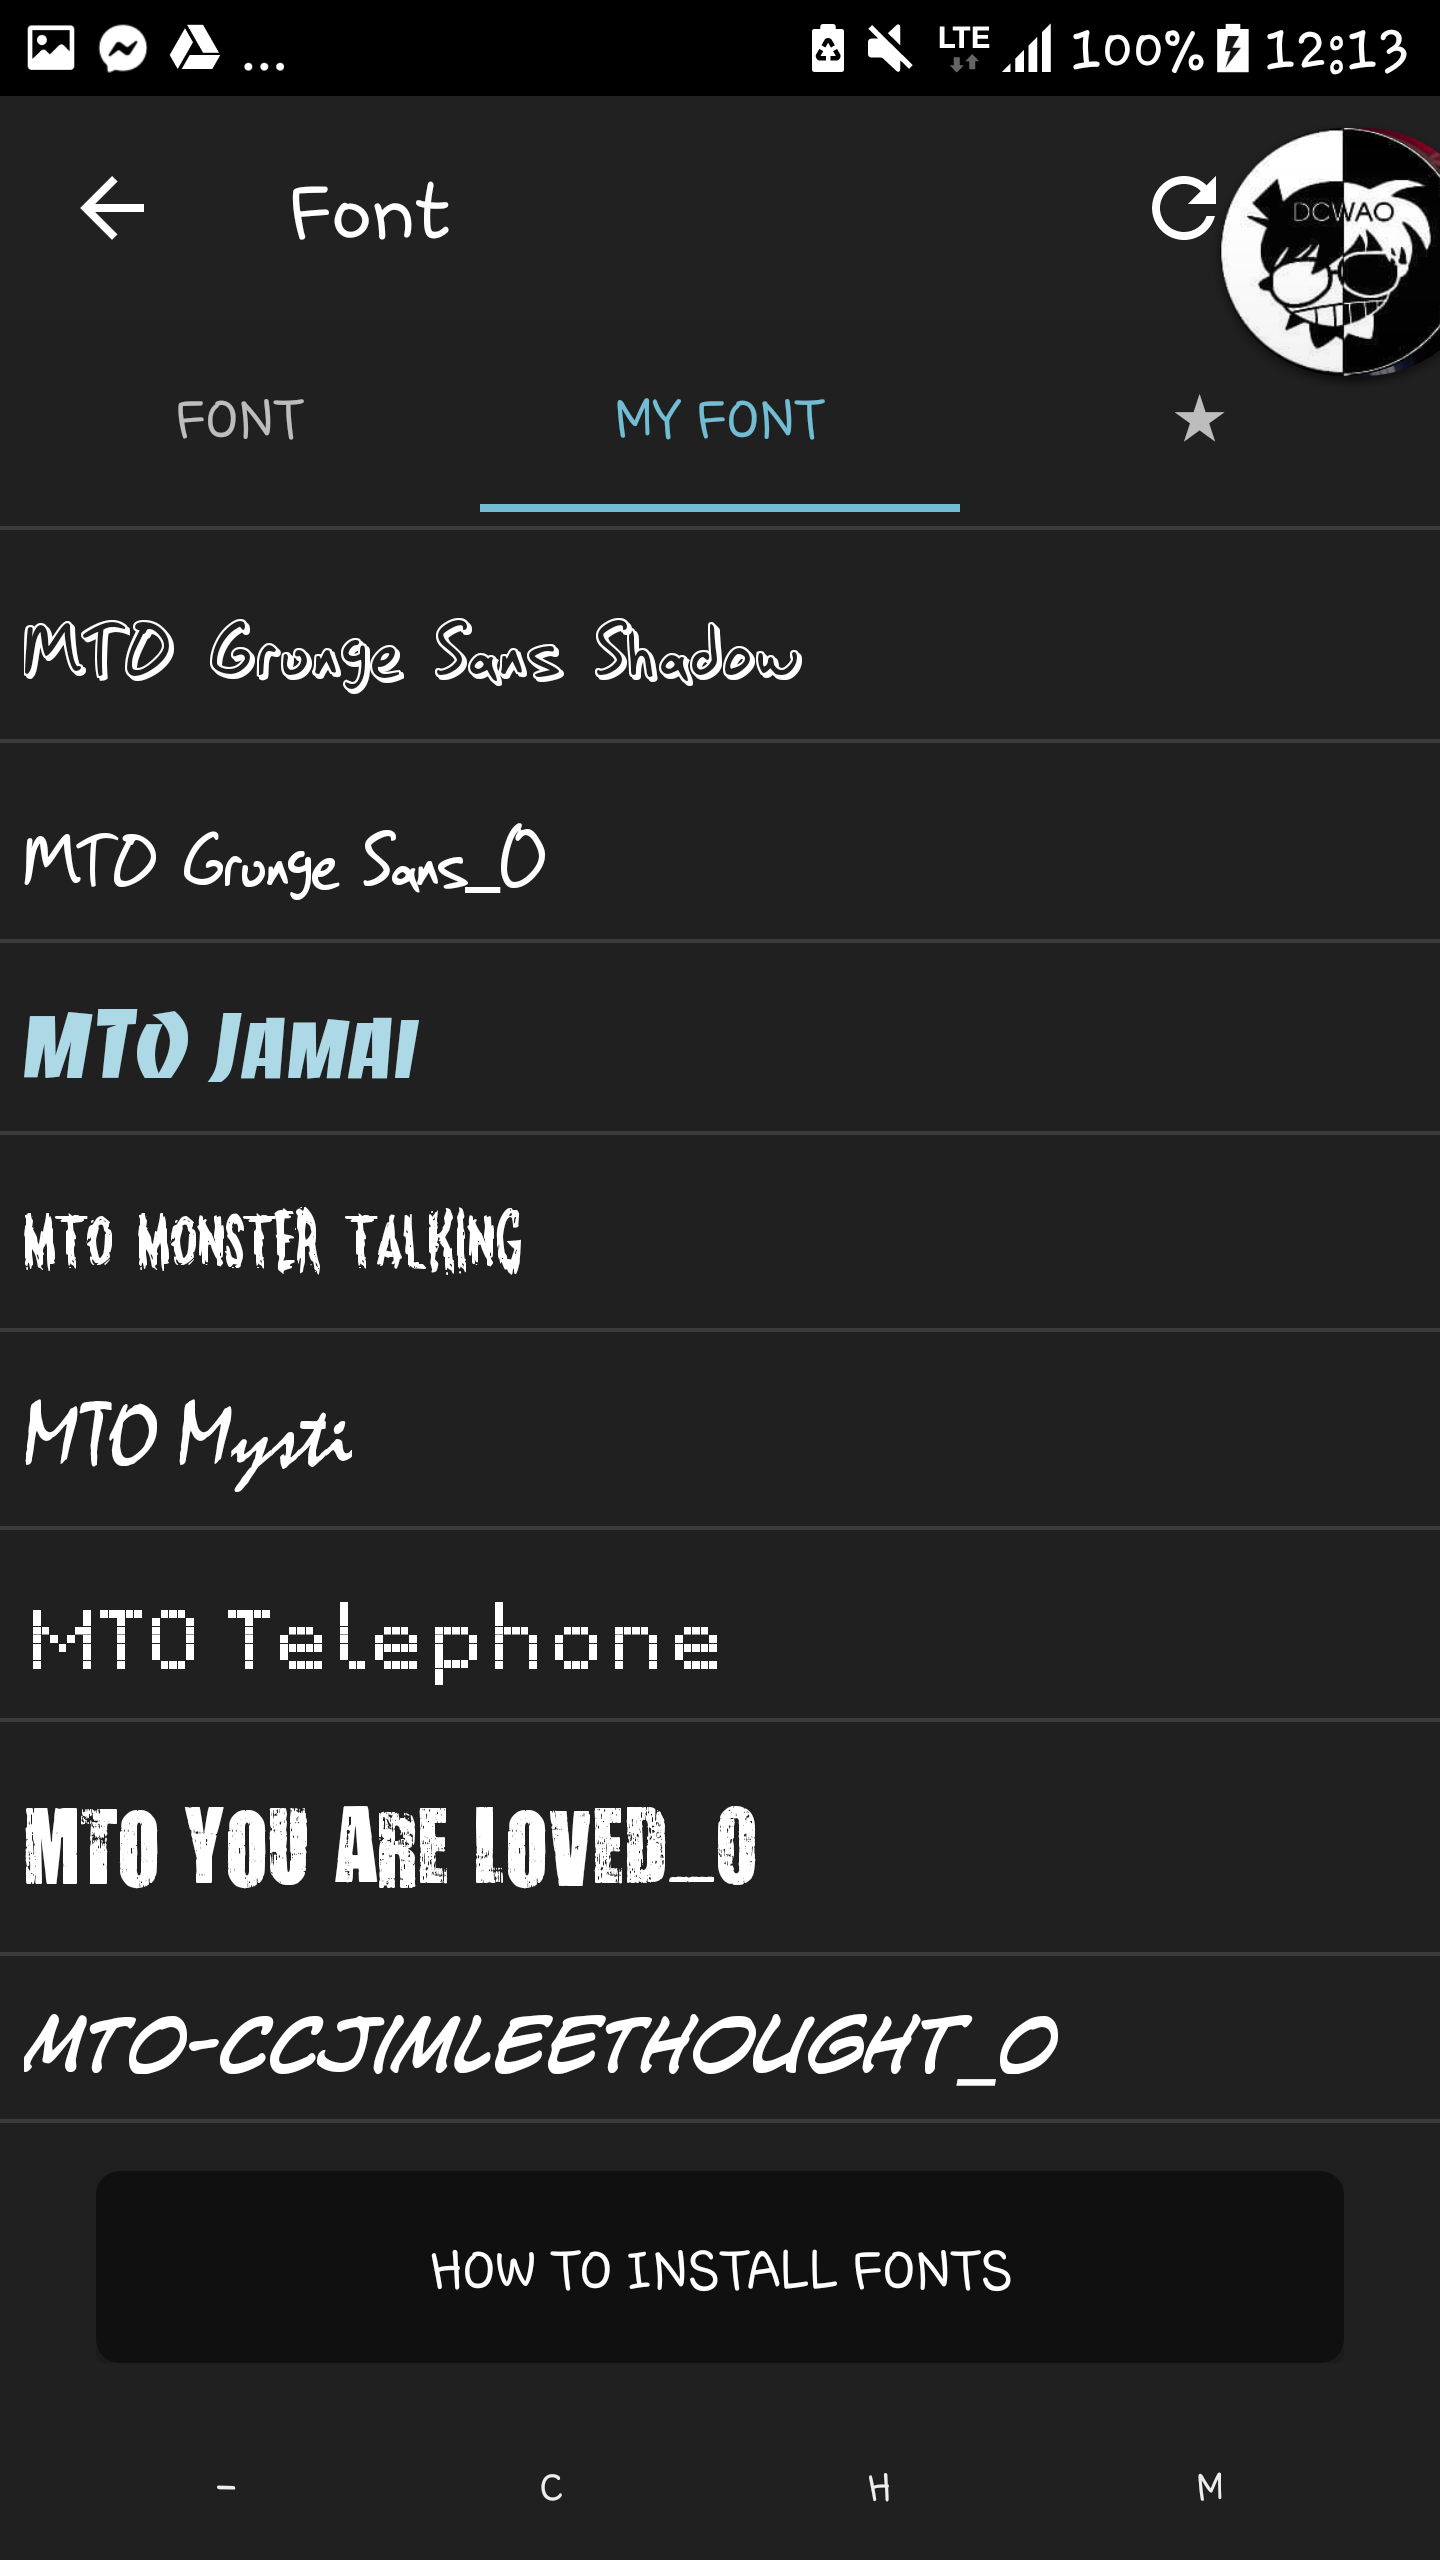 ... LTE 100% 12:13
Font
DCWAO
FONT MY FONT
MTO Grunge Sans Shadow
MTO Grunge Sans_0
MTO JAMAI
MTO MONSTER TALKING
MTO Mysti
MTO Telephone
MTO YOU ARE LOVED_0
MTO-CCJIMLEETHOUGHT_0
HOW TO INSTALL FONTS
- C H M